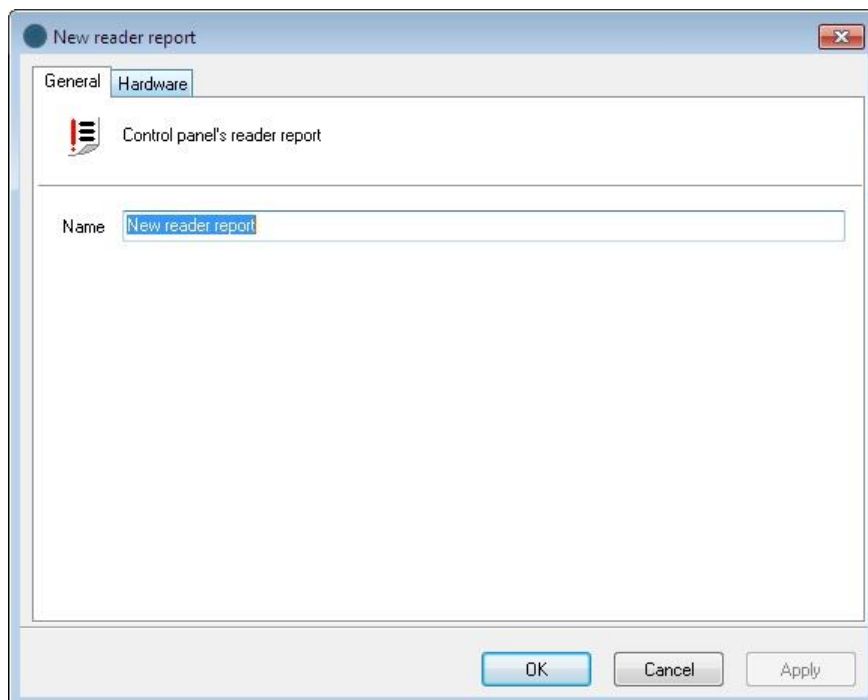 New reader report
General Hardware
Control panel's reader report
Name New reader report
OK Cancel Apply